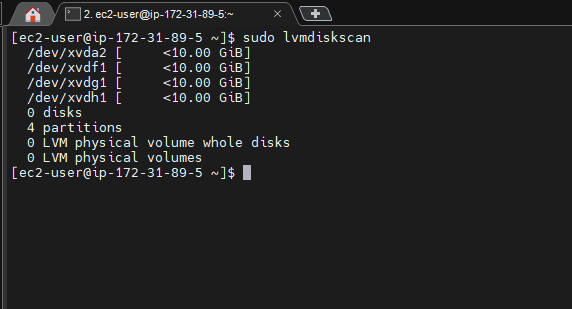 2. ec2-user@ip-172-31-89-5:~
[ec2-user@ip-172-31-89-5 ~]$ sudo lvmdiskscan
  /dev/xvda2 [     <10.00 GiB]
  /dev/xvdf1 [     <10.00 GiB]
  /dev/xvdg1 [     <10.00 GiB]
  /dev/xvdh1 [     <10.00 GiB]
  0 disks
  4 partitions
  0 LVM physical volume whole disks
  0 LVM physical volumes
[ec2-user@ip-172-31-89-5 ~]$